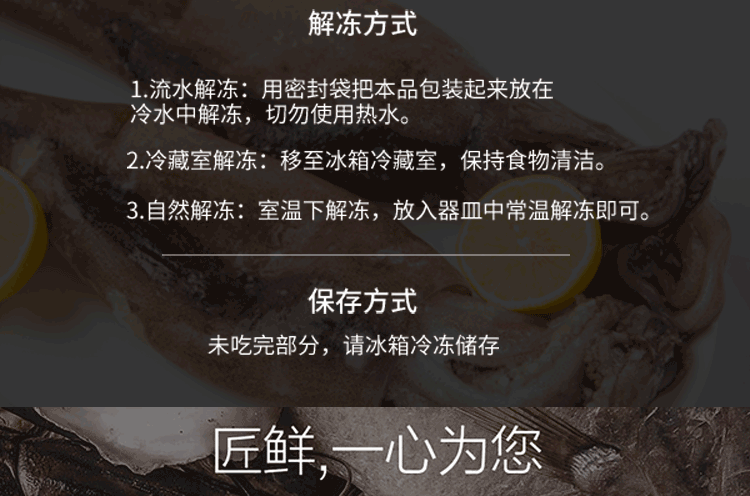 解冻方式
1.流水解冻：用密封袋把本品包装起来放在
冷水中解冻，切勿使用热水。
2.冷藏室解冻：移至冰箱冷藏室，保持食物清洁。
3.自然解冻：室温下解冻，放入器皿中常温解冻即可。
保存方式
未吃完部分，请冰箱冷冻储存
匠鲜,一心为您